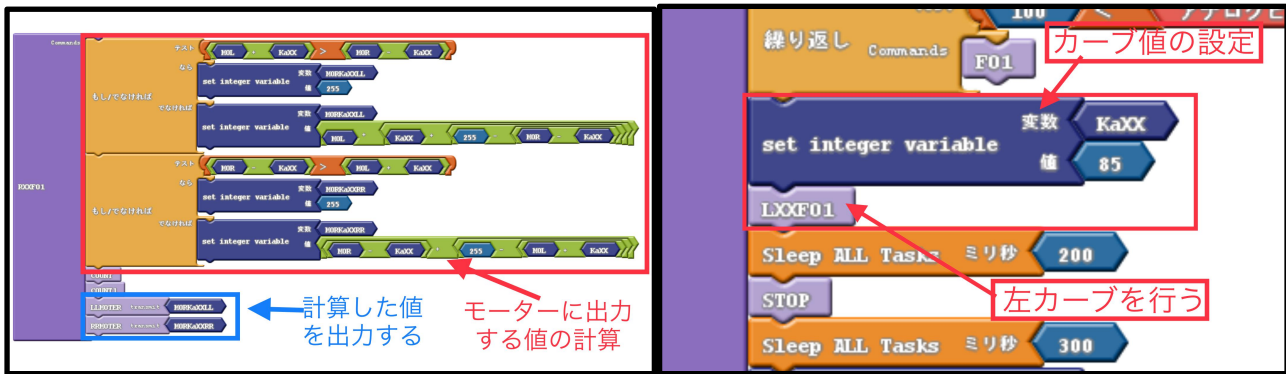 Commands
テスト
MOL - KaXX > MOR - KaXX
なら
set integer variable
変数 MORKaXXLL
値 255
もし/でなければ
でなければ
set integer variable
変数 MORKaXXLL
値
MOL KaXX 255 MOR - KaXX
テスト
MOR - KaXX > MOL - KaXX
なら
set integer variable
変数 MORKaXXRR
値 255
RXXF01
もし/でなければ
でなければ
set integer variable
変数 MORKaXXRR
値
MOR KaXX 255 MOL - KaXX
COUNT
COUNT1
LLMOTER transmit MORKaXXLL
RRMOTER transmit MORKaXXRR
計算した値
を出力する
モーターに出力
する値の計算
100 <
繰り返し Commands F01
カーブ値の設定
set integer variable
変数 KaXX
値 85
LXXF01
Sleep ALL Tasks ミリ秒 200
STOP
左カーブを行う
Sleep ALL Tasks ミリ秒 300